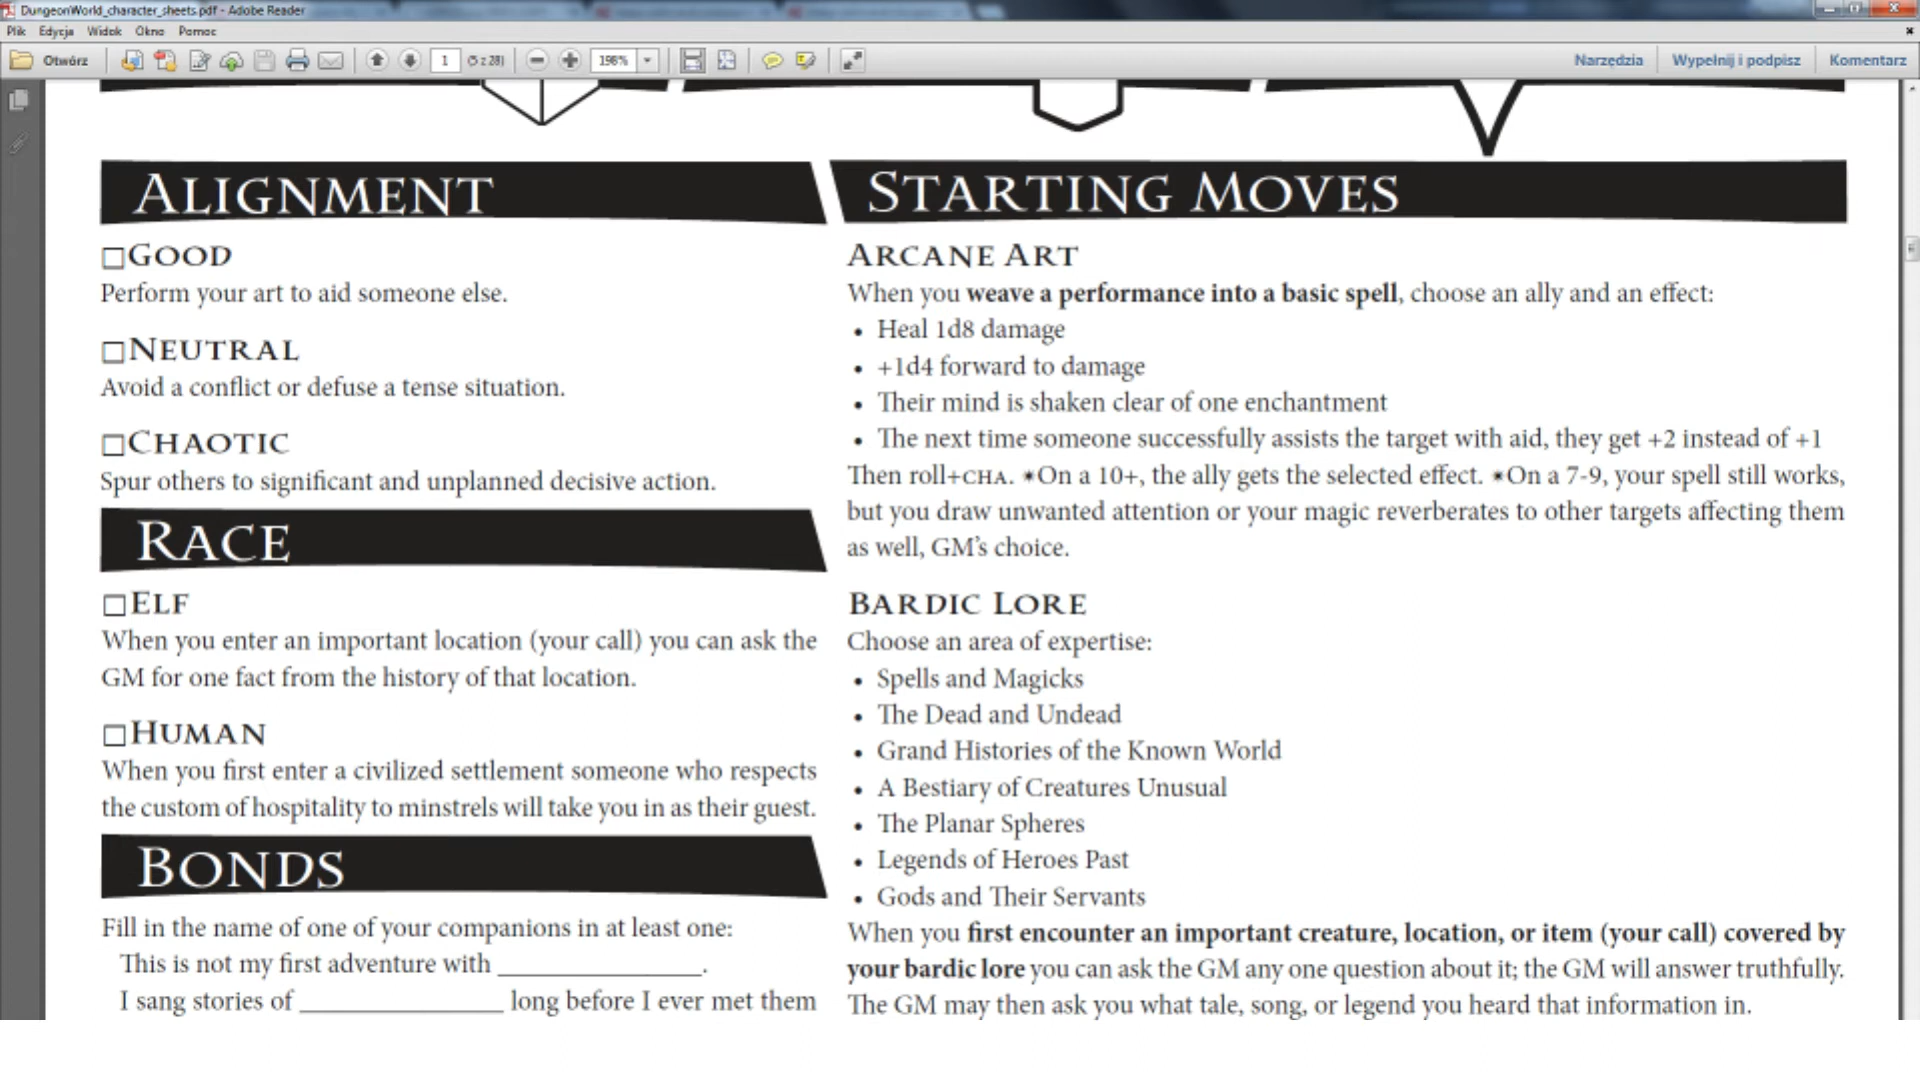 DungeonWorld_character_sheets.pdf - Adobe Reader
Plik Edycja Widok Okno Pomoc
Otwórz 1 (5 z 28) 198% Narzędzia Wypełnij i podpisz Komentarz
ALIGNMENT
GOOD
Perform your art to aid someone else.
NEUTRAL
Avoid a conflict or defuse a tense situation.
CHAOTIC
Spur others to significant and unplanned decisive action.
RACE
ELF
When you enter an important location (your call) you can ask the
GM for one fact from the history of that location.
HUMAN
When you first enter a civilized settlement someone who respects
the custom of hospitality to minstrels will take you in as their guest.
BONDS
Fill in the name of one of your companions in at least one:
This is not my first adventure with _______________.
I sang stories of _______________ long before I ever met them
STARTING MOVES
ARCANE ART
When you weave a performance into a basic spell, choose an ally and an effect:
• Heal 1d8 damage
• +1d4 forward to damage
• Their mind is shaken clear of one enchantment
• The next time someone successfully assists the target with aid, they get +2 instead of +1
Then roll+CHA. ✴On a 10+, the ally gets the selected effect. ✴On a 7-9, your spell still works,
but you draw unwanted attention or your magic reverberates to other targets affecting them
as well, GM's choice.
BARDIC LORE
Choose an area of expertise:
• Spells and Magicks
• The Dead and Undead
• Grand Histories of the Known World
• A Bestiary of Creatures Unusual
• The Planar Spheres
• Legends of Heroes Past
• Gods and Their Servants
When you first encounter an important creature, location, or item (your call) covered by
your bardic lore you can ask the GM any one question about it; the GM will answer truthfully.
The GM may then ask you what tale, song, or legend you heard that information in.